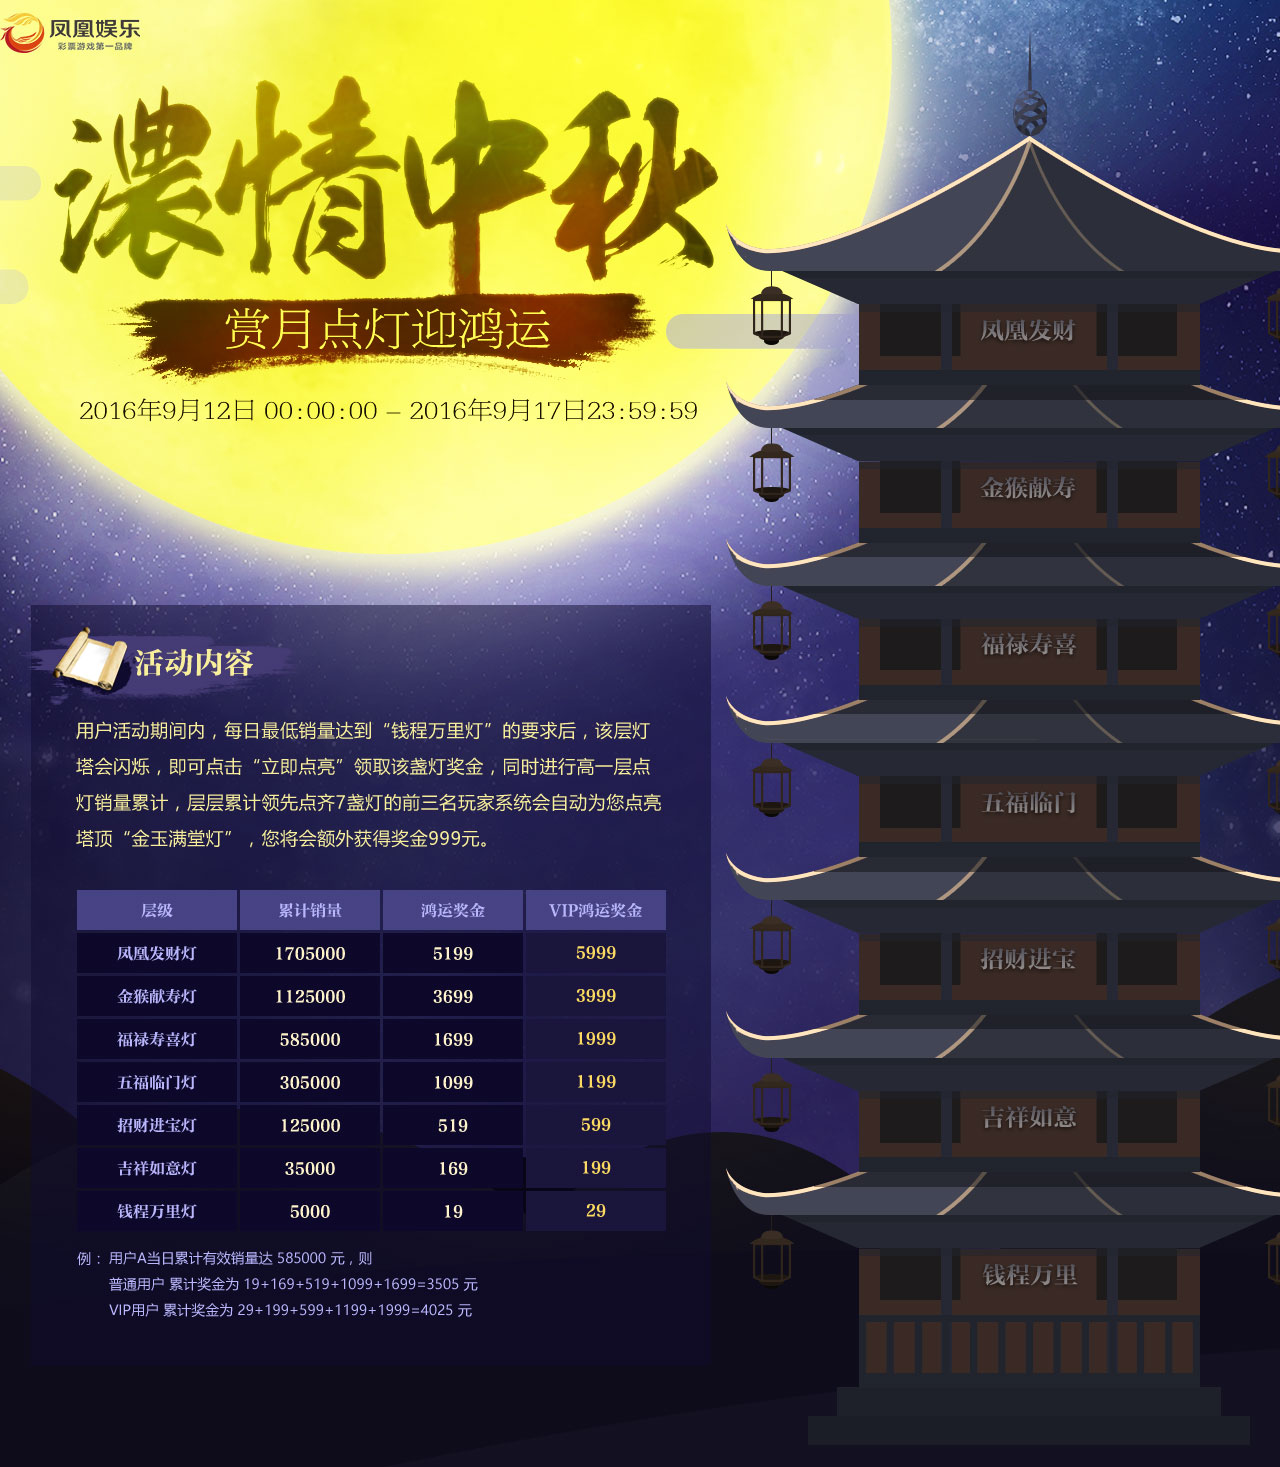 凤凰娱乐
彩票游戏第一品牌
濃情中秋
赏月点灯迎鸿运
2016年9月12日 00:00:00 – 2016年9月17日23:59:59
凤凰发财
金猴献寿
福禄寿喜
五福临门
招财进宝
吉祥如意
钱程万里
活动内容
用户活动期间内，每日最低销量达到“钱程万里灯”的要求后，该层灯
塔会闪烁，即可点击“立即点亮”领取该盏灯奖金，同时进行高一层点
灯销量累计，层层累计领先点齐7盏灯的前三名玩家系统会自动为您点亮
塔顶“金玉满堂灯”，您将会额外获得奖金999元。
层级 累计销量 鸿运奖金 VIP鸿运奖金
凤凰发财灯 1705000 5199 5999
金猴献寿灯 1125000 3699 3999
福禄寿喜灯 585000 1699 1999
五福临门灯 305000 1099 1199
招财进宝灯 125000 519 599
吉祥如意灯 35000 169 199
钱程万里灯 5000 19 29
例：用户A当日累计有效销量达 585000 元，则
普通用户 累计奖金为 19+169+519+1099+1699=3505 元
VIP用户 累计奖金为 29+199+599+1199+1999=4025 元